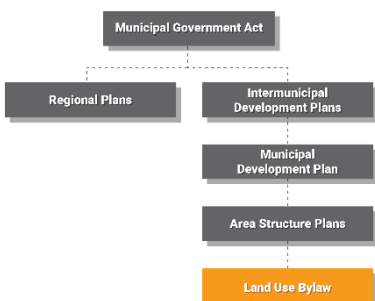 Municipal Government Act
Regional Plans
Intermunicipal
Development Plans
Municipal
Development Plan
Area Structure Plans
Land Use Bylaw